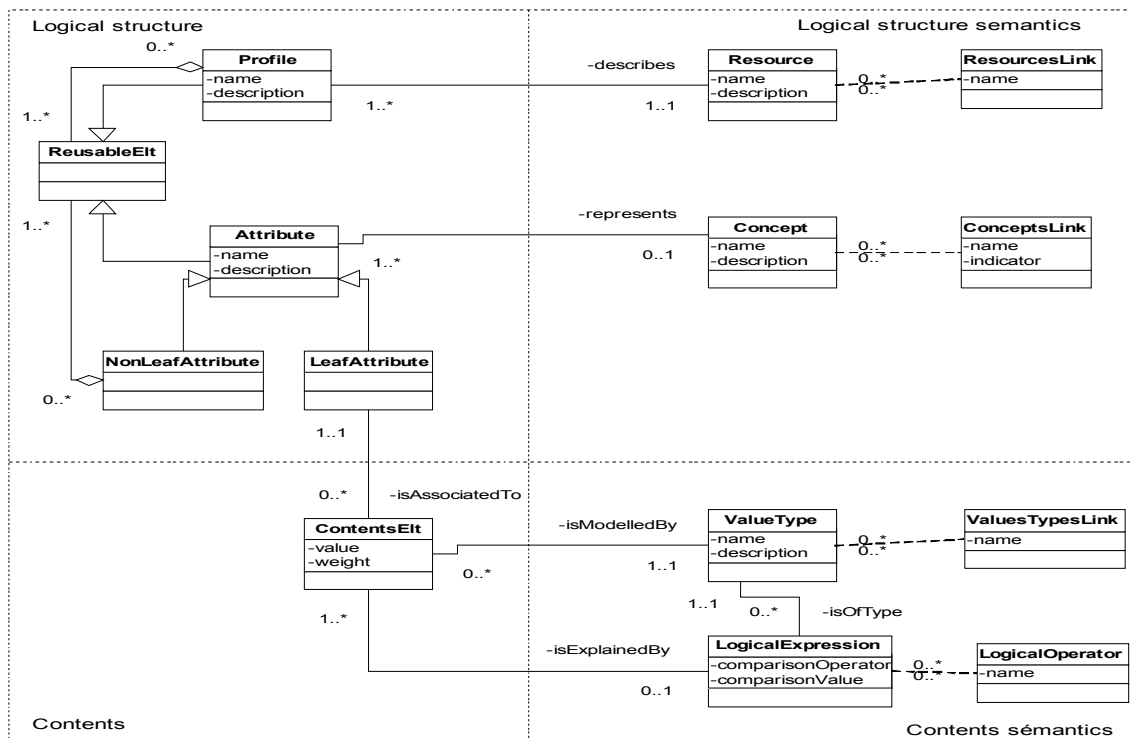 Logical structure
Logical structure semantics
0..*
Profile
-name
-description
1..*
-describes
1..1
Resource
-name
-description
0..*
0..*
ResourcesLink
-name
1..*
ReusableElt
1..*
Attribute
-name
-description
1..*
-represents
0..1
Concept
-name
-description
0..*
0..*
ConceptsLink
-name
-indicator
NonLeafAttribute
0..*
LeafAttribute
1..1
0..*
-isAssociatedTo
ContentsElt
-value
-weight
0..*
1..*
-isModelledBy
1..1
ValueType
-name
-description
0..*
0..*
ValuesTypesLink
-name
1..1
0..*
-isOfType
-isExplainedBy
0..1
LogicalExpression
-comparisonOperator
-comparisonValue
0..*
0..*
LogicalOperator
-name
Contents
Contents sémantics